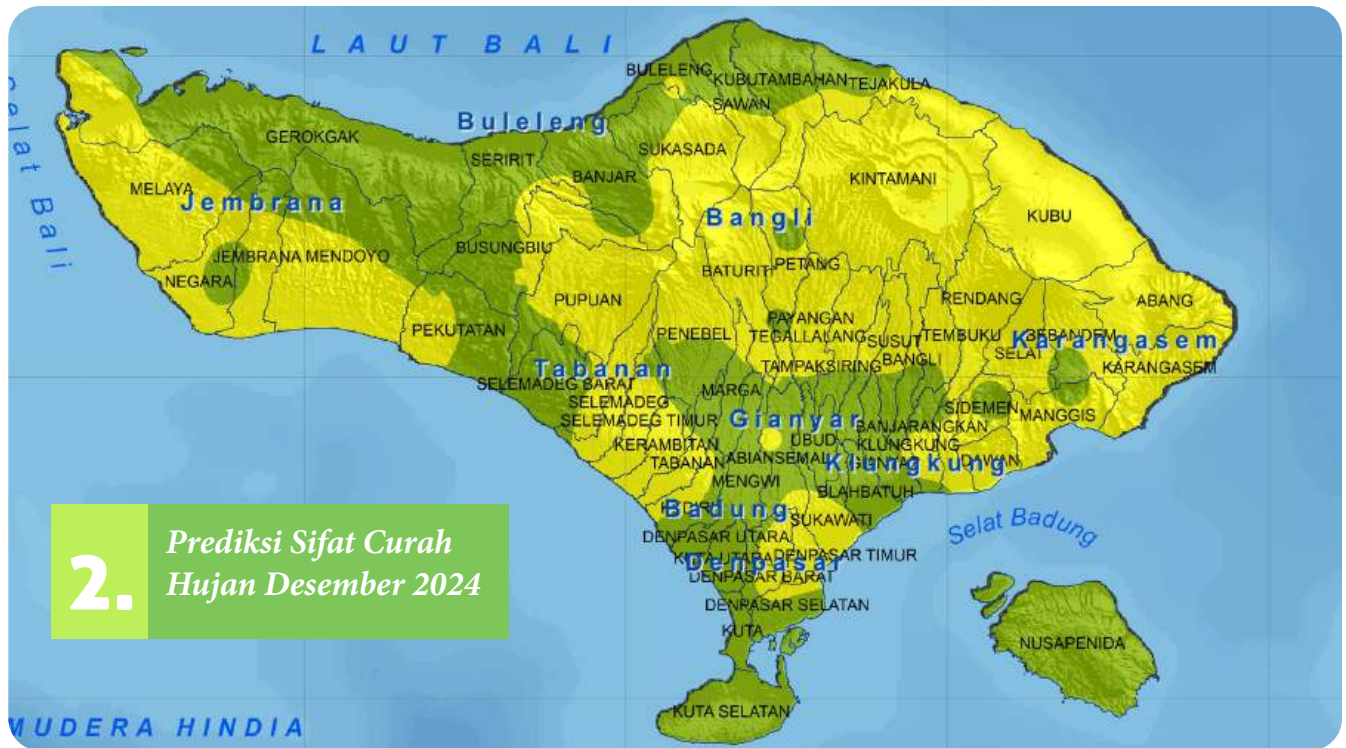 LAUT BALI
Selat Bali
BULELENG
KUBUTAMBAHAN
TEJAKULA
SAWAN
Buleleng
GEROKGAK
SERIRIT
SUKASADA
BANJAR
KINTAMANI
MELAYA
Jembrana
Bangli
KUBU
BUSUNGBIU
JEMBRANA
MENDOYO
NEGARA
BATURITI
PETANG
PUPUAN
RENDANG
ABANG
PEKUTATAN
PENEBEL
PAYANGAN
TEGALLALANG
SUSUT
TEMBUKU
BEBANDEM
Karangasem
SELAT
BANGLI
TAMPAKSIRING
KARANGASEM
Tabanan
SELEMADEG BARAT
MARGA
SELEMADEG
SIDEMEN
MANGGIS
SELEMADEG TIMUR
Gianyar
BANJARANGKAN
KERAMBITAN
UBUD
KLUNGKUNG
TABANAN
ABIANSEMAL
Klungkung
DAWAN
MENGWI
BLAHBATUH
Badung
SUKAWATI
DENPASAR UTARA
KUTA UTARA
DENPASAR TIMUR
Denpasar
DENPASAR BARAT
DENPASAR SELATAN
KUTA
KUTA SELATAN
Selat Badung
NUSAPENIDA
2.
Prediksi Sifat Curah
Hujan Desember 2024
MUDERA HINDIA